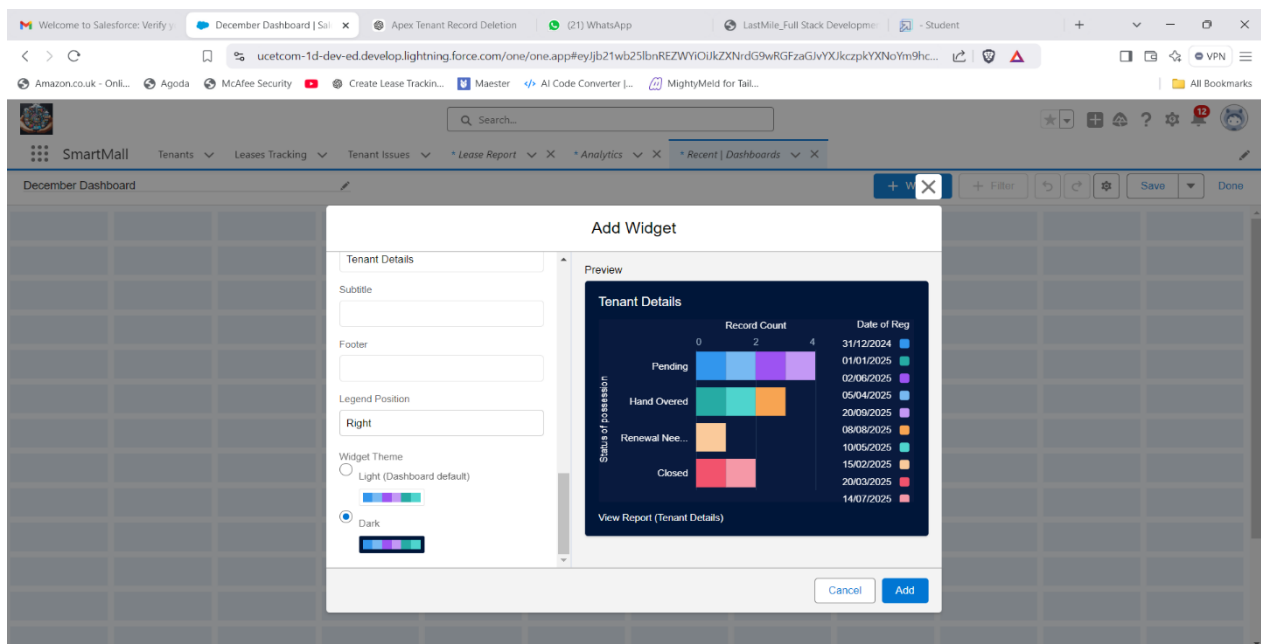 Welcome to Salesforce: Verify y
December Dashboard | Sal
Apex Tenant Record Deletion
(21) WhatsApp
LastMile_Full Stack Developmen
- Student
ucetcom-1d-dev-ed.develop.lightning.force.com/one/one.app#eyJjb21wb25lbnREZWYiOiJkZXNrdG9wRGFzaGJvYXJkczpkYXNoYm9hc...
VPN
Amazon.co.uk - Onli...
Agoda
McAfee Security
Create Lease Trackin...
Maester
AI Code Converter |...
MightyMeld for Tail...
All Bookmarks
Search...
12
SmartMall
Tenants
Leases Tracking
Tenant Issues
* Lease Report
* Analytics
* Recent | Dashboards
December Dashboard
+ W
+ Filter
Save
Done
Add Widget
Tenant Details
Subtitle
Footer
Legend Position
Right
Widget Theme
Light (Dashboard default)
Dark
Preview
Tenant Details
Record Count
Date of Reg
0 2 4
31/12/2024
01/01/2025
02/06/2025
05/04/2025
20/09/2025
08/08/2025
10/05/2025
15/02/2025
20/03/2025
14/07/2025
Status of possession
Pending
Hand Overed
Renewal Nee...
Closed
View Report (Tenant Details)
Cancel
Add